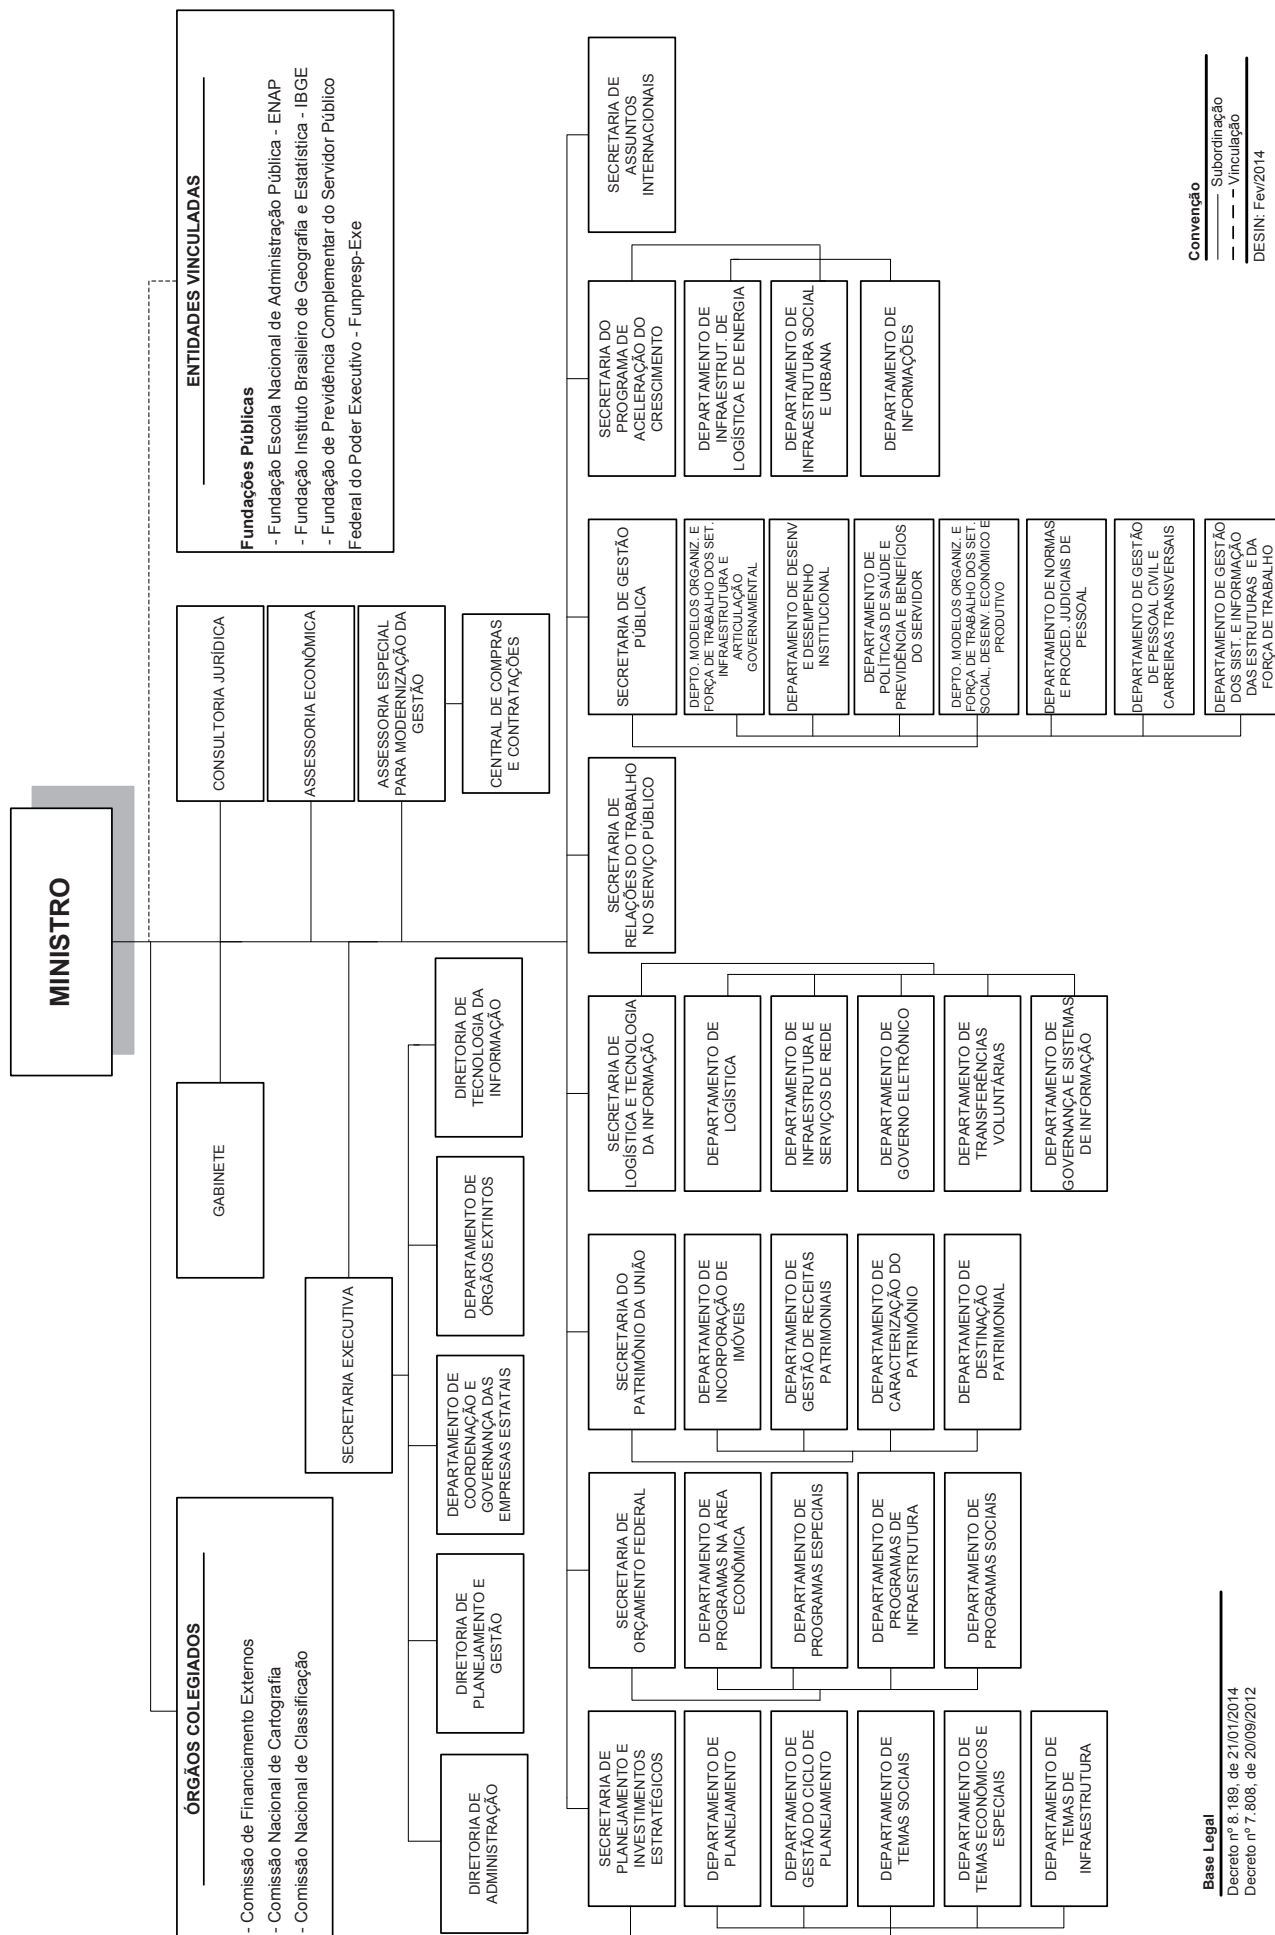 MINISTRO
ÓRGÃOS COLEGIADOS
- Comissão de Financiamento Externos
- Comissão Nacional de Cartografia
- Comissão Nacional de Classificação
GABINETE
CONSULTORIA JURÍDICA
ASSESSORIA ECONÔMICA
ASSESSORIA ESPECIAL
PARA MODERNIZAÇÃO DA
GESTÃO
CENTRAL DE COMPRAS
E CONTRATAÇÕES
ENTIDADES VINCULADAS
Fundações Públicas
- Fundação Escola Nacional de Administração Pública - ENAP
- Fundação Instituto Brasileiro de Geografia e Estatística - IBGE
- Fundação de Previdência Complementar do Servidor Público
Federal do Poder Executivo - Funpresp-Exe
SECRETARIA EXECUTIVA
DIRETORIA DE
ADMINISTRAÇÃO
DIRETORIA DE
PLANEJAMENTO E
GESTÃO
DEPARTAMENTO DE
COORDENAÇÃO E
GOVERNANÇA DAS
EMPRESAS ESTATAIS
DEPARTAMENTO DE
ÓRGÃOS EXTINTOS
DIRETORIA DE
TECNOLOGIA DA
INFORMAÇÃO
SECRETARIA DE
PLANEJAMENTO E
INVESTIMENTOS
ESTRATÉGICOS
DEPARTAMENTO DE
PLANEJAMENTO
DEPARTAMENTO DE
GESTÃO DO CICLO DE
PLANEJAMENTO
DEPARTAMENTO DE
TEMAS SOCIAIS
DEPARTAMENTO DE
TEMAS ECONÔMICOS E
ESPECIAIS
DEPARTAMENTO DE
TEMAS DE
INFRAESTRUTURA
SECRETARIA DE
ORÇAMENTO FEDERAL
DEPARTAMENTO DE
PROGRAMAS NA ÁREA
ECONÔMICA
DEPARTAMENTO DE
PROGRAMAS ESPECIAIS
DEPARTAMENTO DE
PROGRAMAS DE
INFRAESTRUTURA
DEPARTAMENTO DE
PROGRAMAS SOCIAIS
SECRETARIA DO
PATRIMÔNIO DA UNIÃO
DEPARTAMENTO DE
INCORPORAÇÃO DE
IMÓVEIS
DEPARTAMENTO DE
GESTÃO DE RECEITAS
PATRIMONIAIS
DEPARTAMENTO DE
CARACTERIZAÇÃO DO
PATRIMÔNIO
DEPARTAMENTO DE
DESTINAÇÃO
PATRIMONIAL
SECRETARIA DE
LOGÍSTICA E TECNOLOGIA
DA INFORMAÇÃO
DEPARTAMENTO DE
LOGÍSTICA
DEPARTAMENTO DE
INFRAESTRUTURA E
SERVIÇOS DE REDE
DEPARTAMENTO DE
GOVERNO ELETRÔNICO
DEPARTAMENTO DE
TRANSFERÊNCIAS
VOLUNTÁRIAS
DEPARTAMENTO DE
GOVERNANÇA E SISTEMAS
DE INFORMAÇÃO
SECRETARIA DE
RELAÇÕES DO TRABALHO
NO SERVIÇO PÚBLICO
SECRETARIA DE GESTÃO
PÚBLICA
DEPTO. MODELOS ORGANIZ. E
FORÇA DE TRABALHO DOS SET.
INFRAESTRUTURA E
ARTICULAÇÃO
GOVERNAMENTAL
DEPARTAMENTO DE DESENV
E DESEMPENHO
INSTITUCIONAL
DEPARTAMENTO DE
POLÍTICAS DE SAÚDE E
PREVIDÊNCIA E BENEFÍCIOS
DO SERVIDOR
DEPTO. MODELOS ORGANIZ. E
FORÇA DE TRABALHO DOS SET.
SOCIAL, DESENV. ECONÔMICO E
PRODUTIVO
DEPARTAMENTO DE NORMAS
E PROCED. JUDICIAIS DE
PESSOAL
DEPARTAMENTO DE GESTÃO
DE PESSOAL CIVIL E
CARREIRAS TRANSVERSAIS
DEPARTAMENTO DE GESTÃO
DOS SIST. E INFORMAÇÃO
DAS ESTRUTURAS E DA
FORÇA DE TRABALHO
SECRETARIA DO
PROGRAMA DE
ACELERAÇÃO DO
CRESCIMENTO
DEPARTAMENTO DE
INFRAESTRUT. DE
LOGÍSTICA E DE ENERGIA
DEPARTAMENTO DE
INFRAESTRUTURA SOCIAL
E URBANA
DEPARTAMENTO DE
INFORMAÇÕES
SECRETARIA DE
ASSUNTOS
INTERNACIONAIS
Base Legal
Decreto nº 8.189, de 21/01/2014
Decreto nº 7.808, de 20/09/2012
Convenção
Subordinação
Vinculação
DESIN: Fev/2014